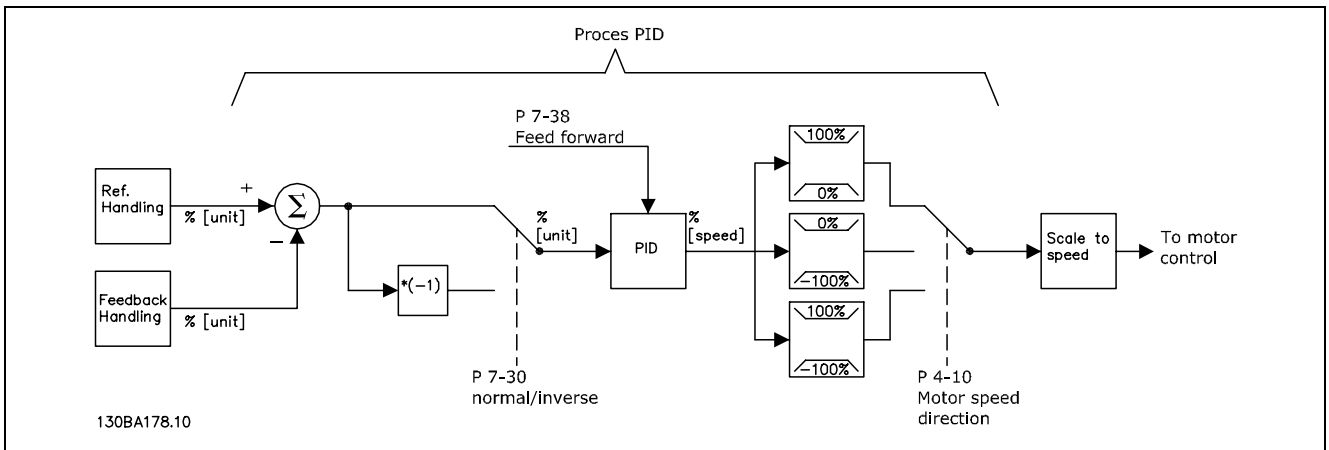 Proces PID
P 7-38
Feed forward
Ref.
Handling
+
% [unit]
Σ
−
Feedback
Handling
% [unit]
*(−1)
%
[unit]
P 7-30
normal/inverse
PID
%
[speed]
100%
0%
0%
−100%
100%
−100%
P 4-10
Motor speed
direction
Scale to
speed
To motor
control
130BA178.10